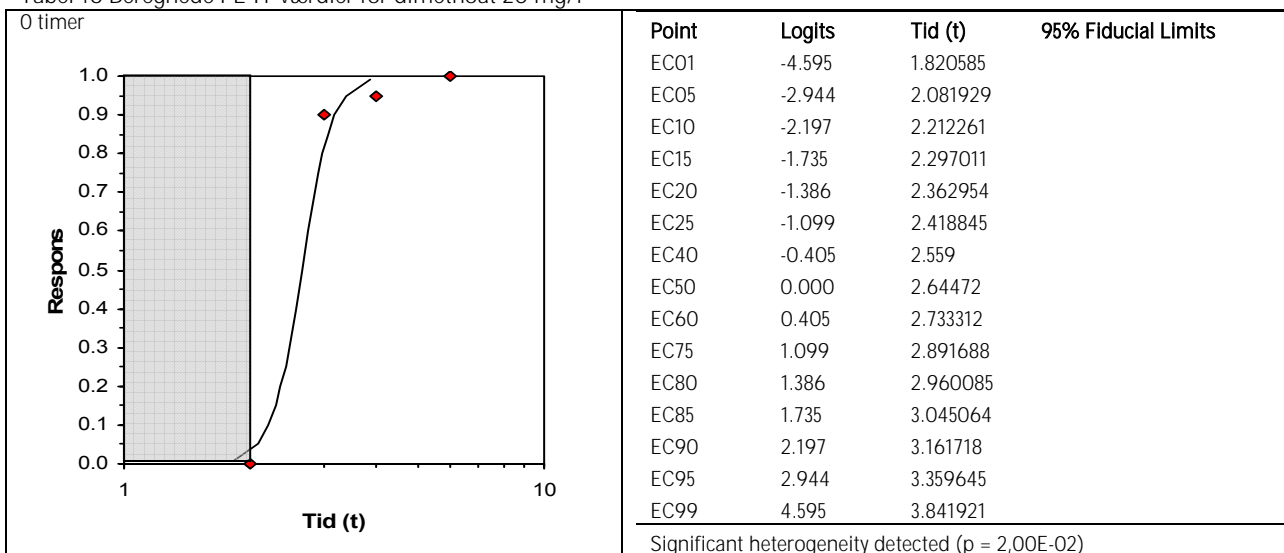 O timer
Point Logits Tid (t) 95% Fiducial Limits
EC01 -4.595 1.820585
EC05 -2.944 2.081929
EC10 -2.197 2.212261
EC15 -1.735 2.297011
EC20 -1.386 2.362954
EC25 -1.099 2.418845
EC40 -0.405 2.559
EC50 0.000 2.64472
EC60 0.405 2.733312
EC75 1.099 2.891688
EC80 1.386 2.960085
EC85 1.735 3.045064
EC90 2.197 3.161718
EC95 2.944 3.359645
EC99 4.595 3.841921
Significant heterogeneity detected (p = 2,00E-02)
Respons
1.0
0.9
0.8
0.7
0.6
0.5
0.4
0.3
0.2
0.1
0.0
1 10
Tid (t)